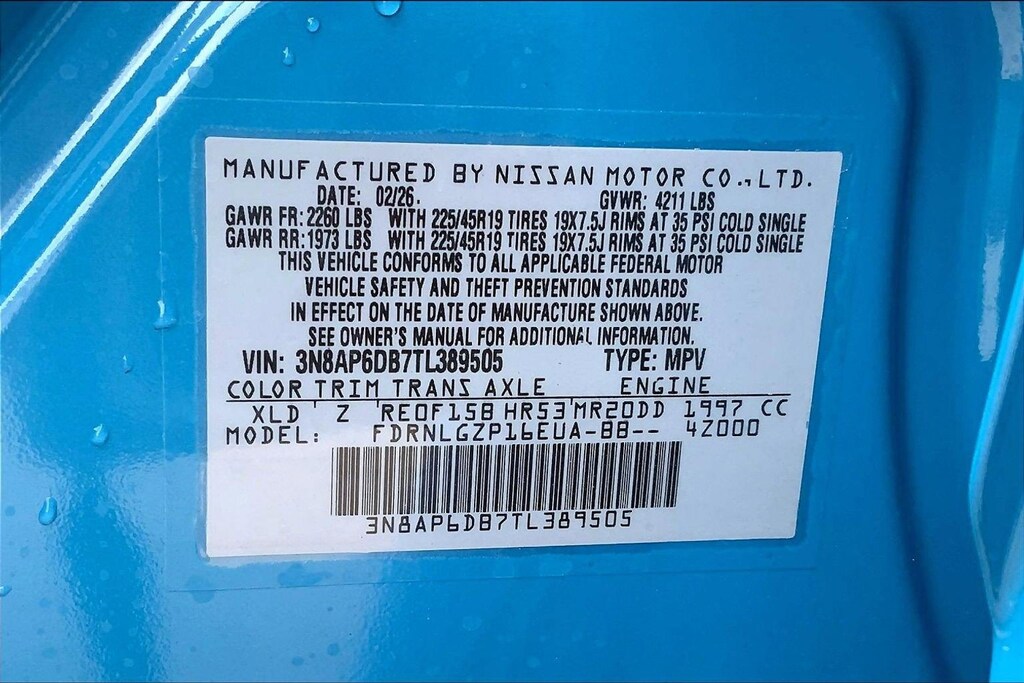 MANUFACTURED BY NISSAN MOTOR CO.,LTD.
DATE: 02/26. GVWR: 4211 LBS
GAWR FR: 2260 LBS WITH 225/45R19 TIRES 19X7.5J RIMS AT 35 PSI COLD SINGLE
GAWR RR: 1973 LBS WITH 225/45R19 TIRES 19X7.5J RIMS AT 35 PSI COLD SINGLE
THIS VEHICLE CONFORMS TO ALL APPLICABLE FEDERAL MOTOR
VEHICLE SAFETY AND THEFT PREVENTION STANDARDS
IN EFFECT ON THE DATE OF MANUFACTURE SHOWN ABOVE.
SEE OWNER'S MANUAL FOR ADDITIONAL INFORMATION.
VIN: 3N8AP6DB7TL389505 TYPE: MPV
COLOR TRIM TRANS AXLE ENGINE
XLD Z RE0F15B HR53 MR20DD 1997 CC
MODEL: FDRNLGZP16EUA-BB-- 4Z000
3N8AP6DB7TL389505